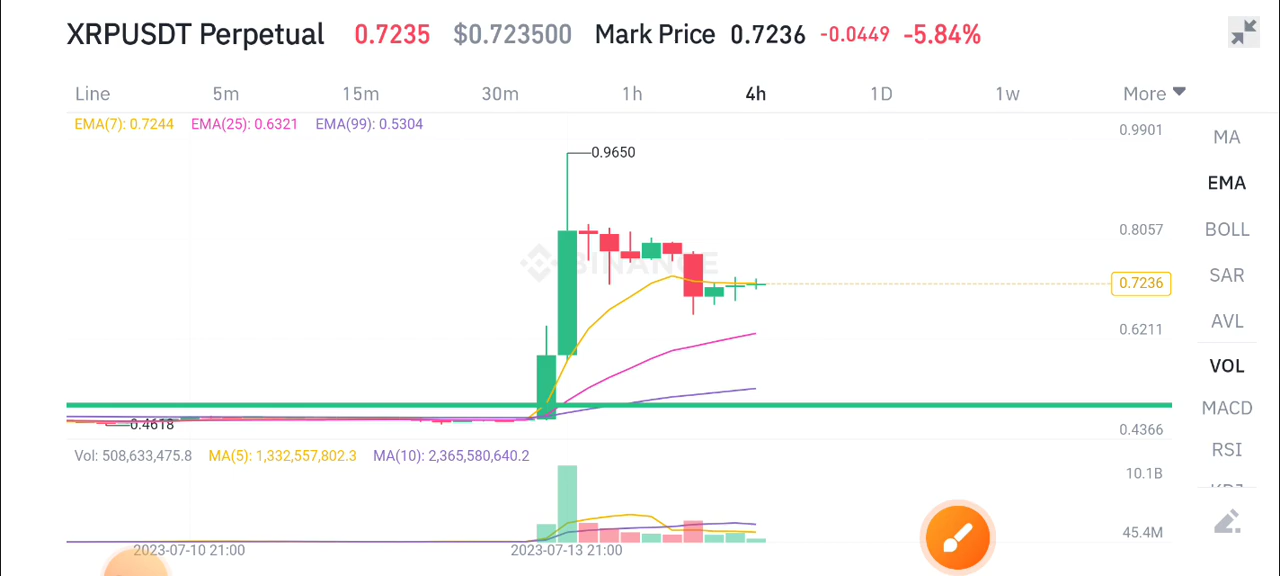 XRPUSDT Perpetual 0.7235 $0.723500 Mark Price 0.7236 -0.0449 -5.84%
Line 5m 15m 30m 1h 4h 1D 1w More
EMA(7): 0.7244 EMA(25): 0.6321 EMA(99): 0.5304
0.9901
MA
0.9650
EMA
0.8057
BOLL
BINANCE
SAR
0.7236
AVL
0.6211
VOL
MACD
0.4618
0.4366
RSI
Vol: 508,633,475.8 MA(5): 1,332,557,802.3 MA(10): 2,365,580,640.2
10.1B
45.4M
2023-07-10 21:00 2023-07-13 21:00